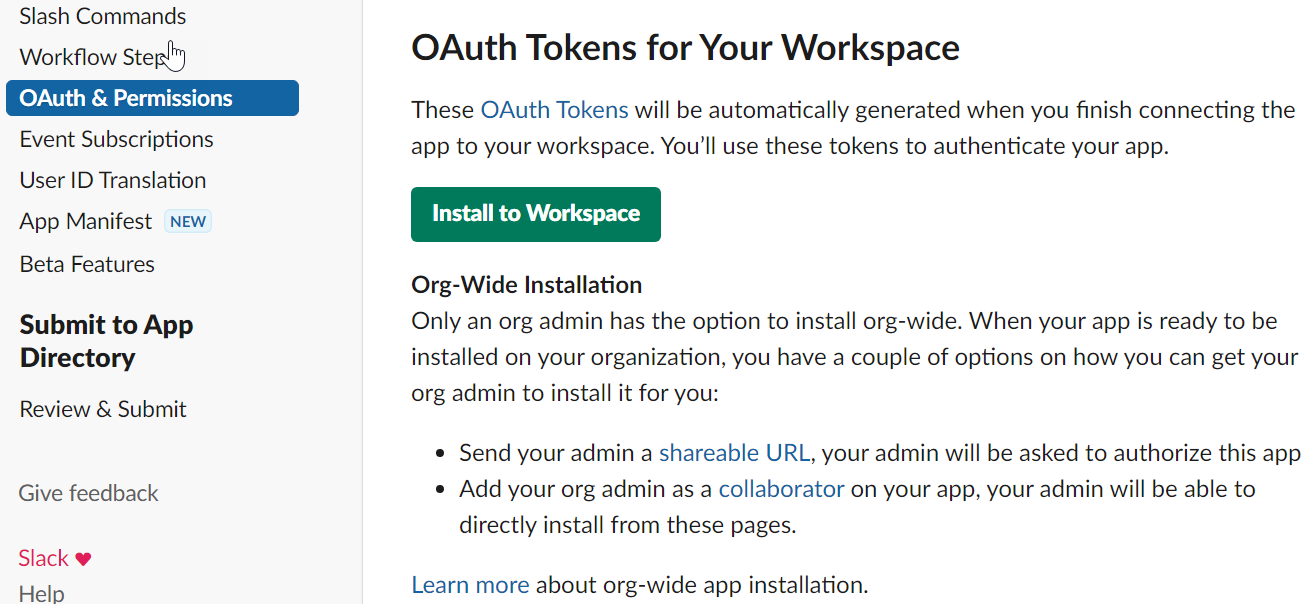 Slash Commands
Workflow Step
OAuth & Permissions
Event Subscriptions
User ID Translation
App Manifest NEW
Beta Features
Submit to App
Directory
Review & Submit
Give feedback
Slack ♥
Help
OAuth Tokens for Your Workspace
These OAuth Tokens will be automatically generated when you finish connecting the
app to your workspace. You’ll use these tokens to authenticate your app.
Install to Workspace
Org-Wide Installation
Only an org admin has the option to install org-wide. When your app is ready to be
installed on your organization, you have a couple of options on how you can get your
org admin to install it for you:
• Send your admin a shareable URL, your admin will be asked to authorize this app
• Add your org admin as a collaborator on your app, your admin will be able to
directly install from these pages.
Learn more about org-wide app installation.